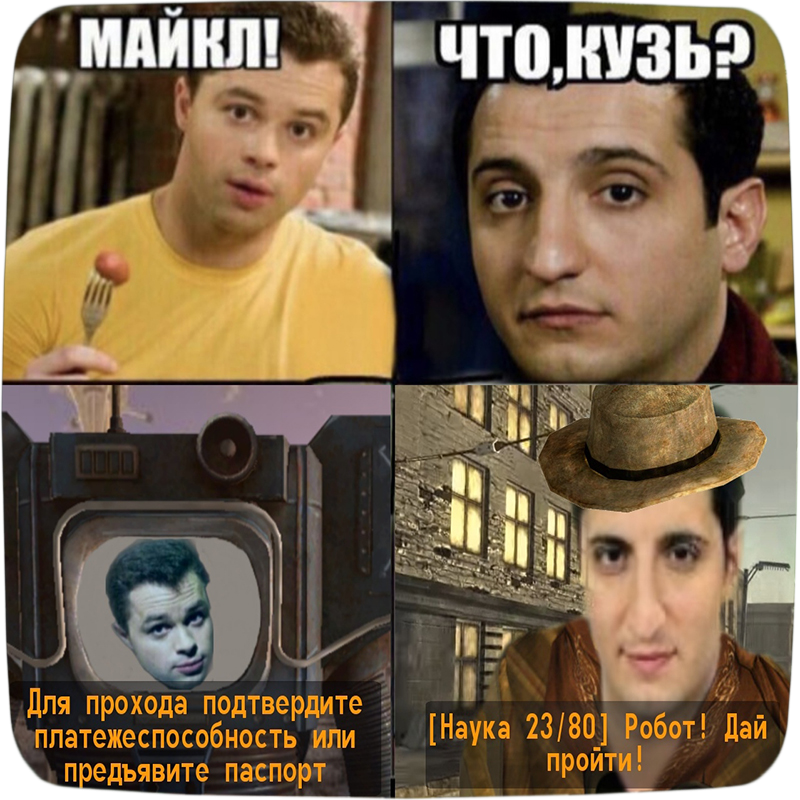 МАЙКЛ!
ЧТО,КУЗЬ?
Для прохода подтвердите
платежеспособность или
предъявите паспорт
[Наука 23/80] Робот! Дай
пройти!